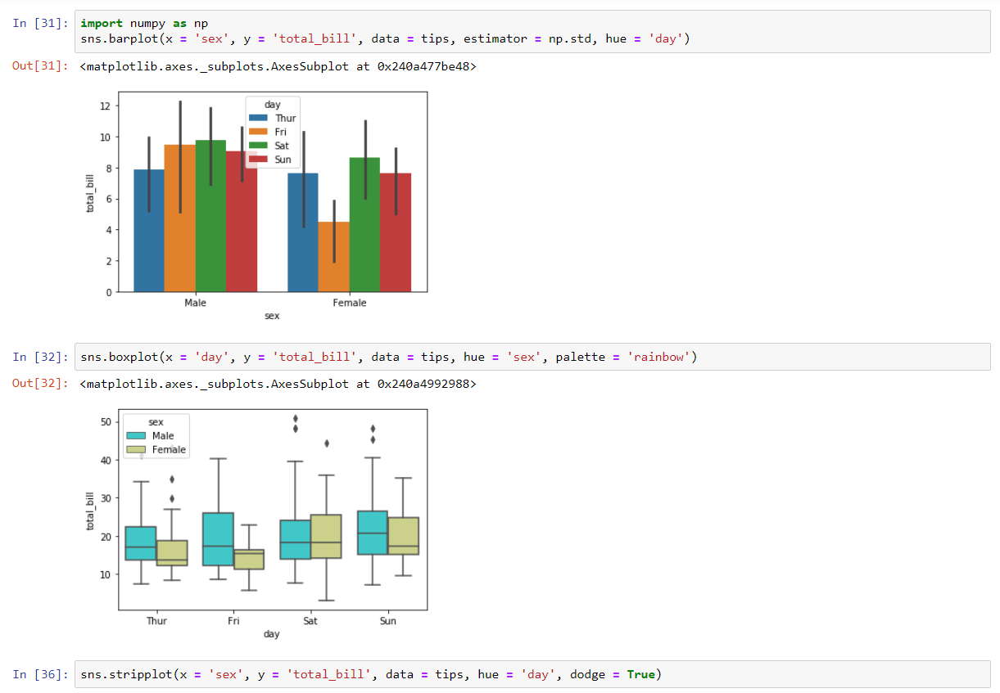 In [31]: import numpy as np
sns.barplot(x = 'sex', y = 'total_bill', data = tips, estimator = np.std, hue = 'day')
Out[31]: <matplotlib.axes._subplots.AxesSubplot at 0x240a477be48>
day
Thur
Fri
Sat
Sun
12
10
8
6
4
2
0
total_bill
Male Female
sex
In [32]: sns.boxplot(x = 'day', y = 'total_bill', data = tips, hue = 'sex', palette = 'rainbow')
Out[32]: <matplotlib.axes._subplots.AxesSubplot at 0x240a4992988>
sex
Male
Female
50
40
30
20
10
total_bill
Thur Fri Sat Sun
day
In [36]: sns.stripplot(x = 'sex', y = 'total_bill', data = tips, hue = 'day', dodge = True)